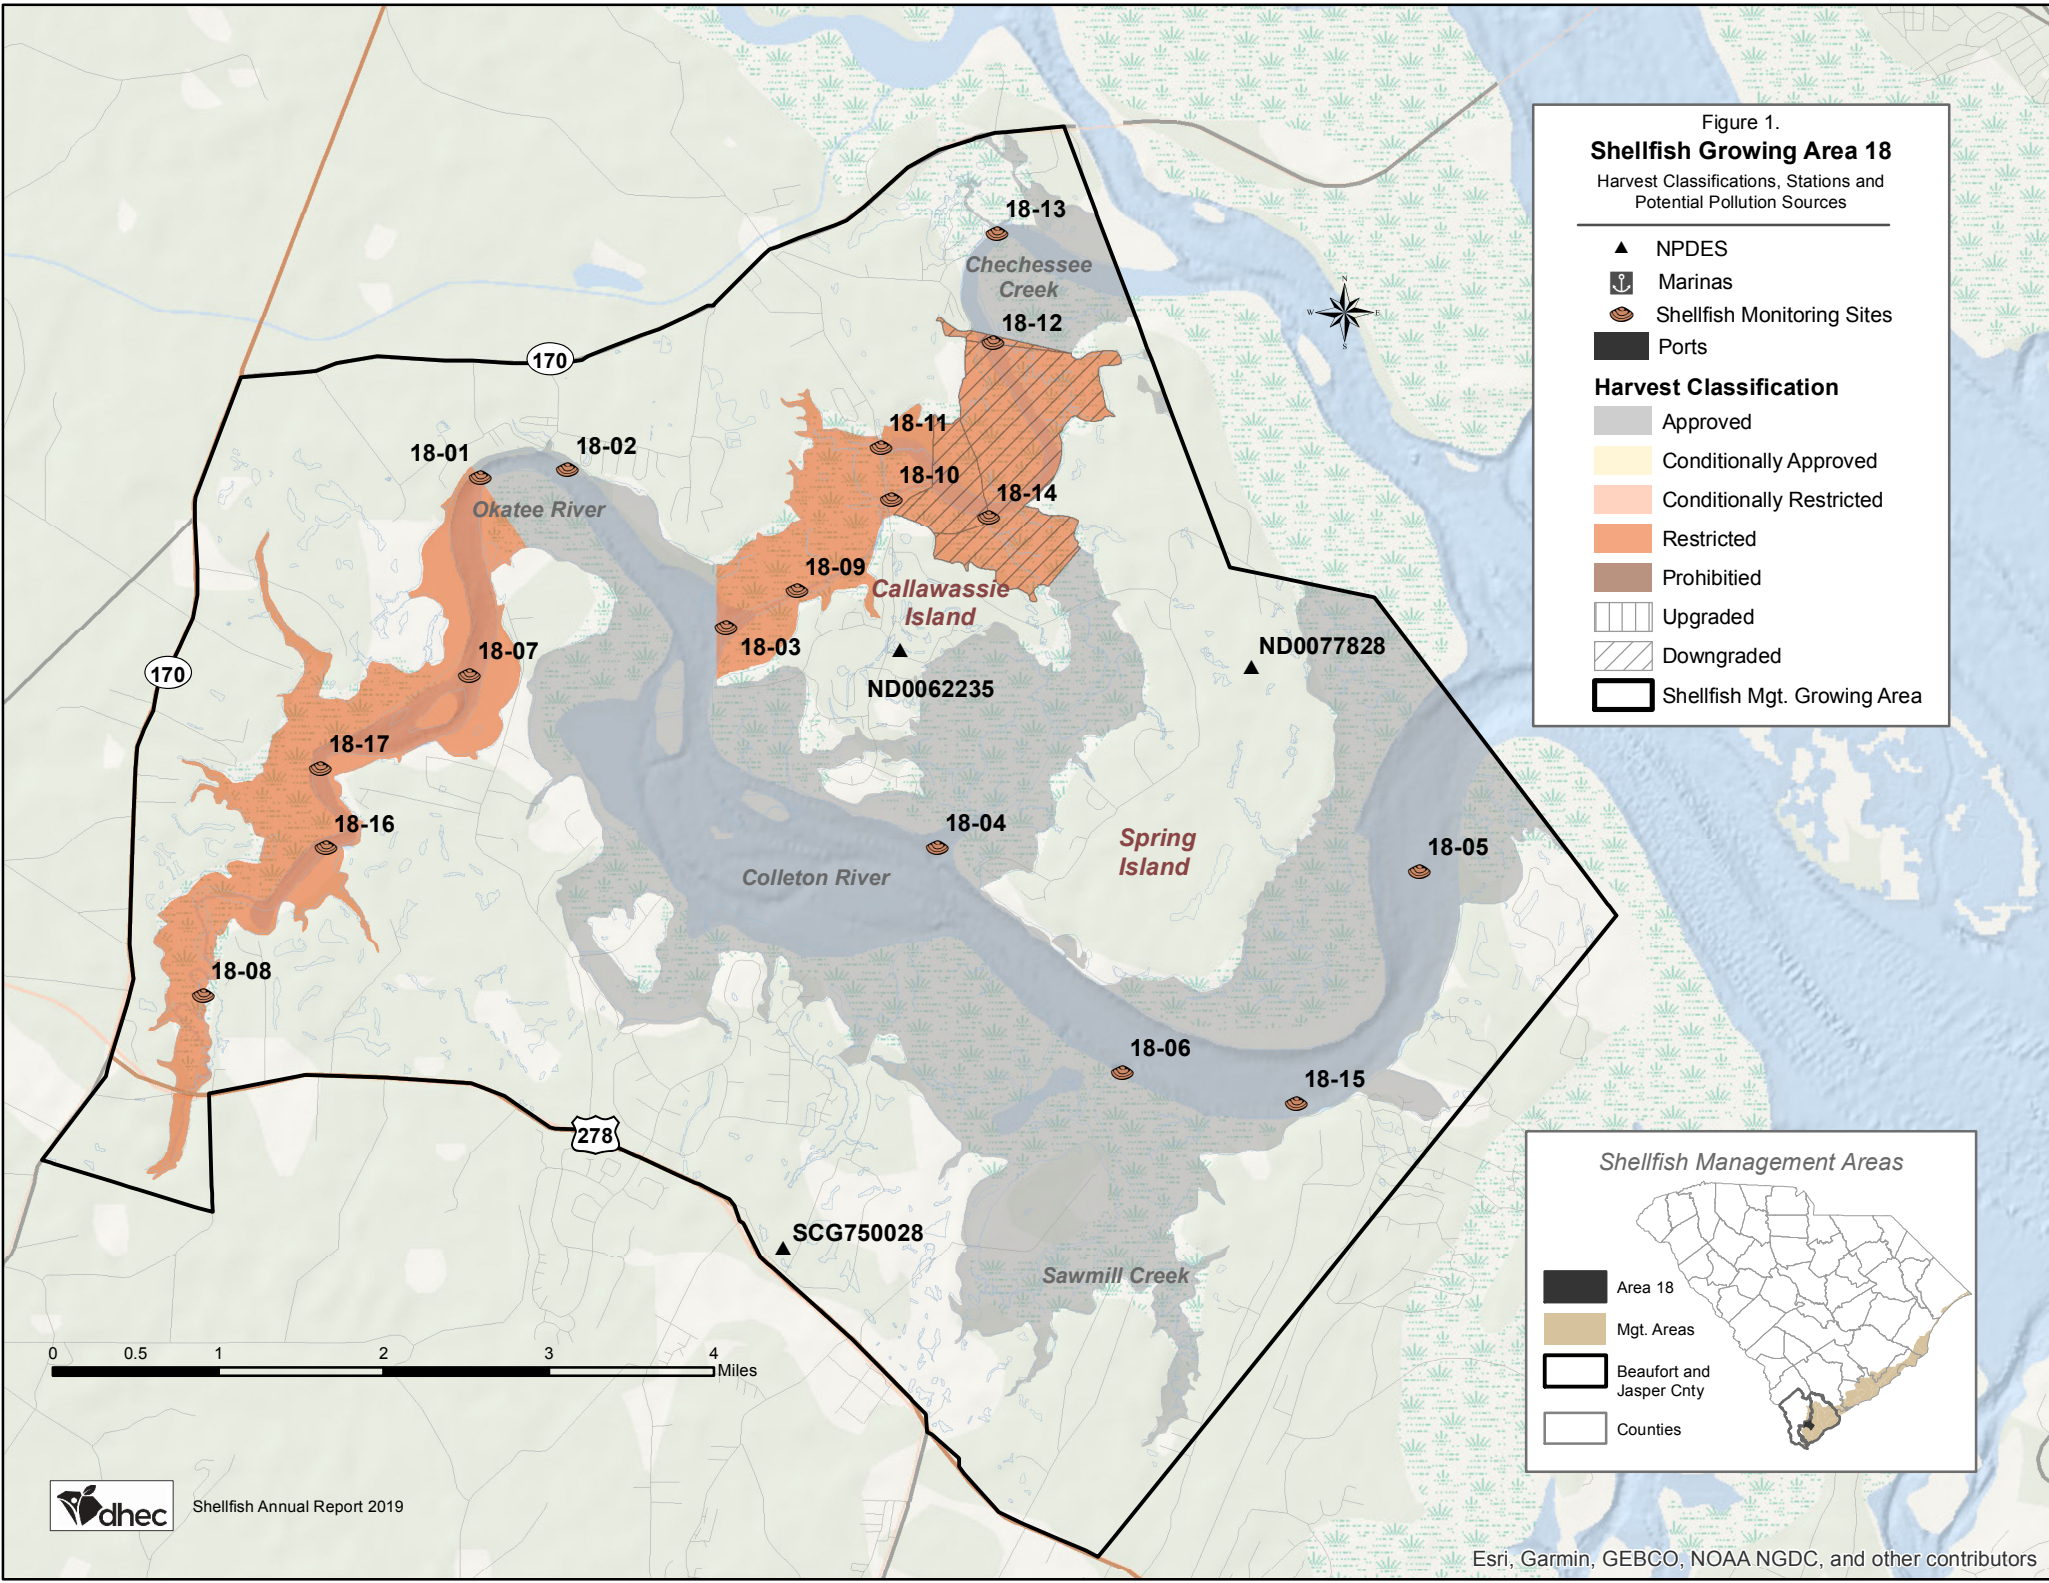 Figure 1.
Shellfish Growing Area 18
Harvest Classifications, Stations and
Potential Pollution Sources
NPDES
Marinas
Shellfish Monitoring Sites
Ports
Harvest Classification
Approved
Conditionally Approved
Conditionally Restricted
Restricted
Prohibitied
Upgraded
Downgraded
Shellfish Mgt. Growing Area
N
W
E
S
18-13
Chechessee
Creek
18-12
170
18-11
18-01
18-02
18-10
18-14
Okatee River
18-09
Callawassie
Island
18-03
18-07
ND0077828
170
ND0062235
18-17
18-16
18-04
Spring
Island
18-05
Colleton River
18-08
18-06
18-15
278
SCG750028
Sawmill Creek
Shellfish Management Areas
Area 18
Mgt. Areas
Beaufort and
Jasper Cnty
Counties
0 0.5 1 2 3 4
Miles
dhec
Shellfish Annual Report 2019
Esri, Garmin, GEBCO, NOAA NGDC, and other contributors